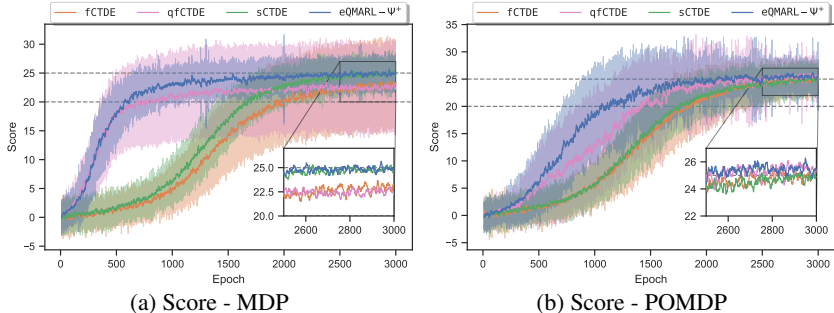 fCTDE qfCTDE sCTDE eQMARL−Ψ+
Score
35
30
25
20
15
10
5
0
−5
25.0
22.5
20.0
2600 2800 3000
0 500 1000 1500 2000 2500 3000
Epoch
(a) Score - MDP
fCTDE qfCTDE sCTDE eQMARL−Ψ+
Score
35
30
25
20
15
10
5
0
−5
26
24
22
2600 2800 3000
0 500 1000 1500 2000 2500 3000
Epoch
(b) Score - POMDP